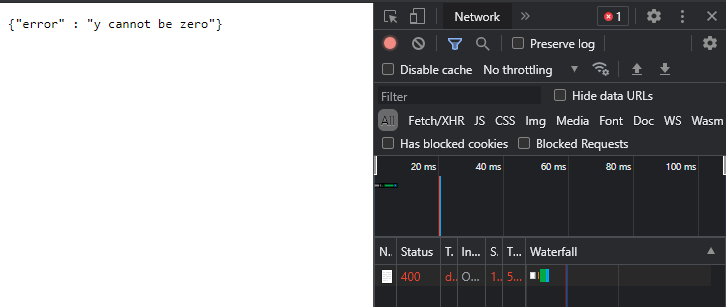 {"error" : "y cannot be zero"}
Network
1
Preserve log
Disable cache No throttling
Filter
Hide data URLs
All Fetch/XHR JS CSS Img Media Font Doc WS Wasm
Has blocked cookies Blocked Requests
20 ms 40 ms 60 ms 80 ms 100 ms
N.. Status T. In... S. T... Waterfall
400 d.. O... 1.. 5...